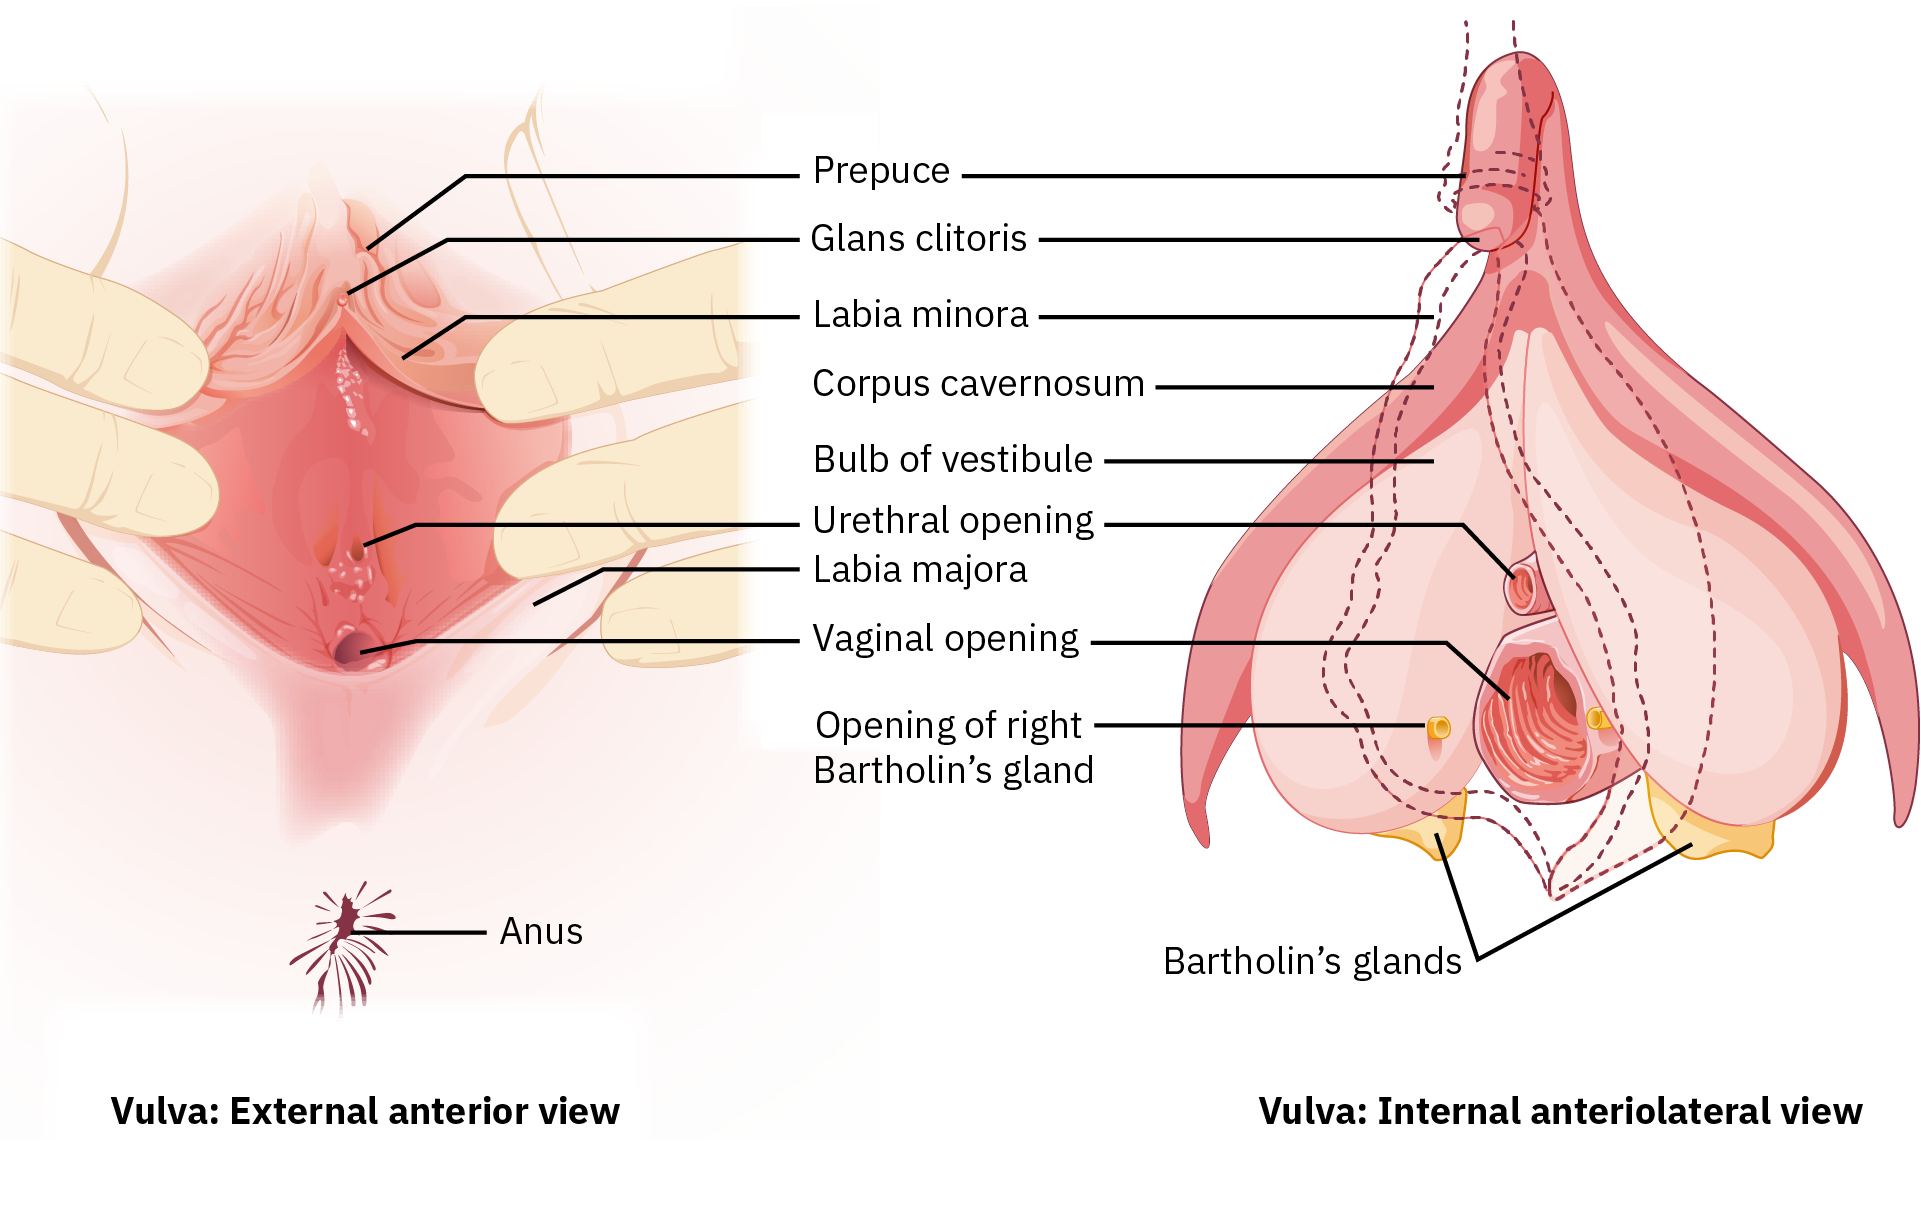 Prepuce
Glans clitoris
Labia minora
Corpus cavernosum
Bulb of vestibule
Urethral opening
Labia majora
Vaginal opening
Opening of right
Bartholin’s gland
Anus
Bartholin’s glands
Vulva: External anterior view
Vulva: Internal anteriolateral view